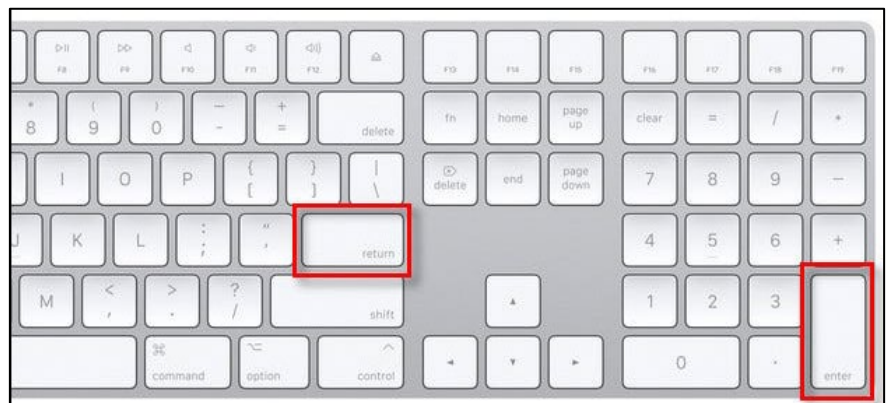 F8 F9 F10 F11 F12 F13 F14 F15 F16 F17 F18 F19
* ( ) — +
8 9 0 - = delete fn home page up clear = / *
{ } |
I O P [ ] \ delete end page down 7 8 9 −
: "
J K L ; ' return 4 5 6 +
< > ?
M , . / shift 1 2 3
⌘ ⌥ ^
command option control 0 . enter